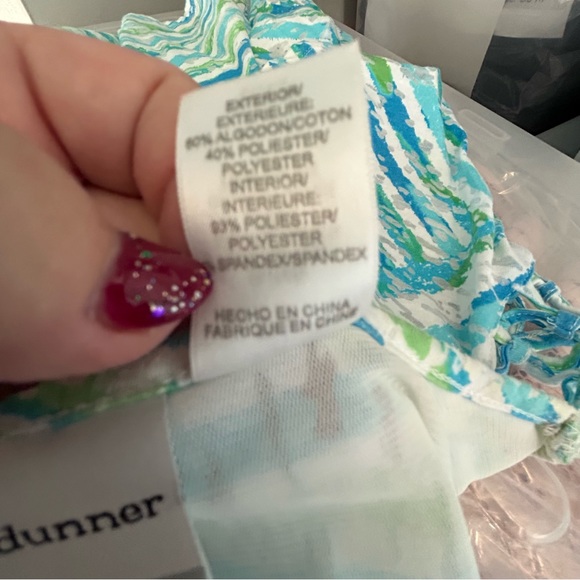 EXTERIOR/
EXTERIEURE:
60% ALGODON/COTON
40% POLIESTER/
POLYESTER
INTERIOR/
INTERIEURE:
93% POLIESTER/
POLYESTER
SPANDEX/SPANDEX
HECHO EN CHINA
FABRIQUE EN CHINE
dunner